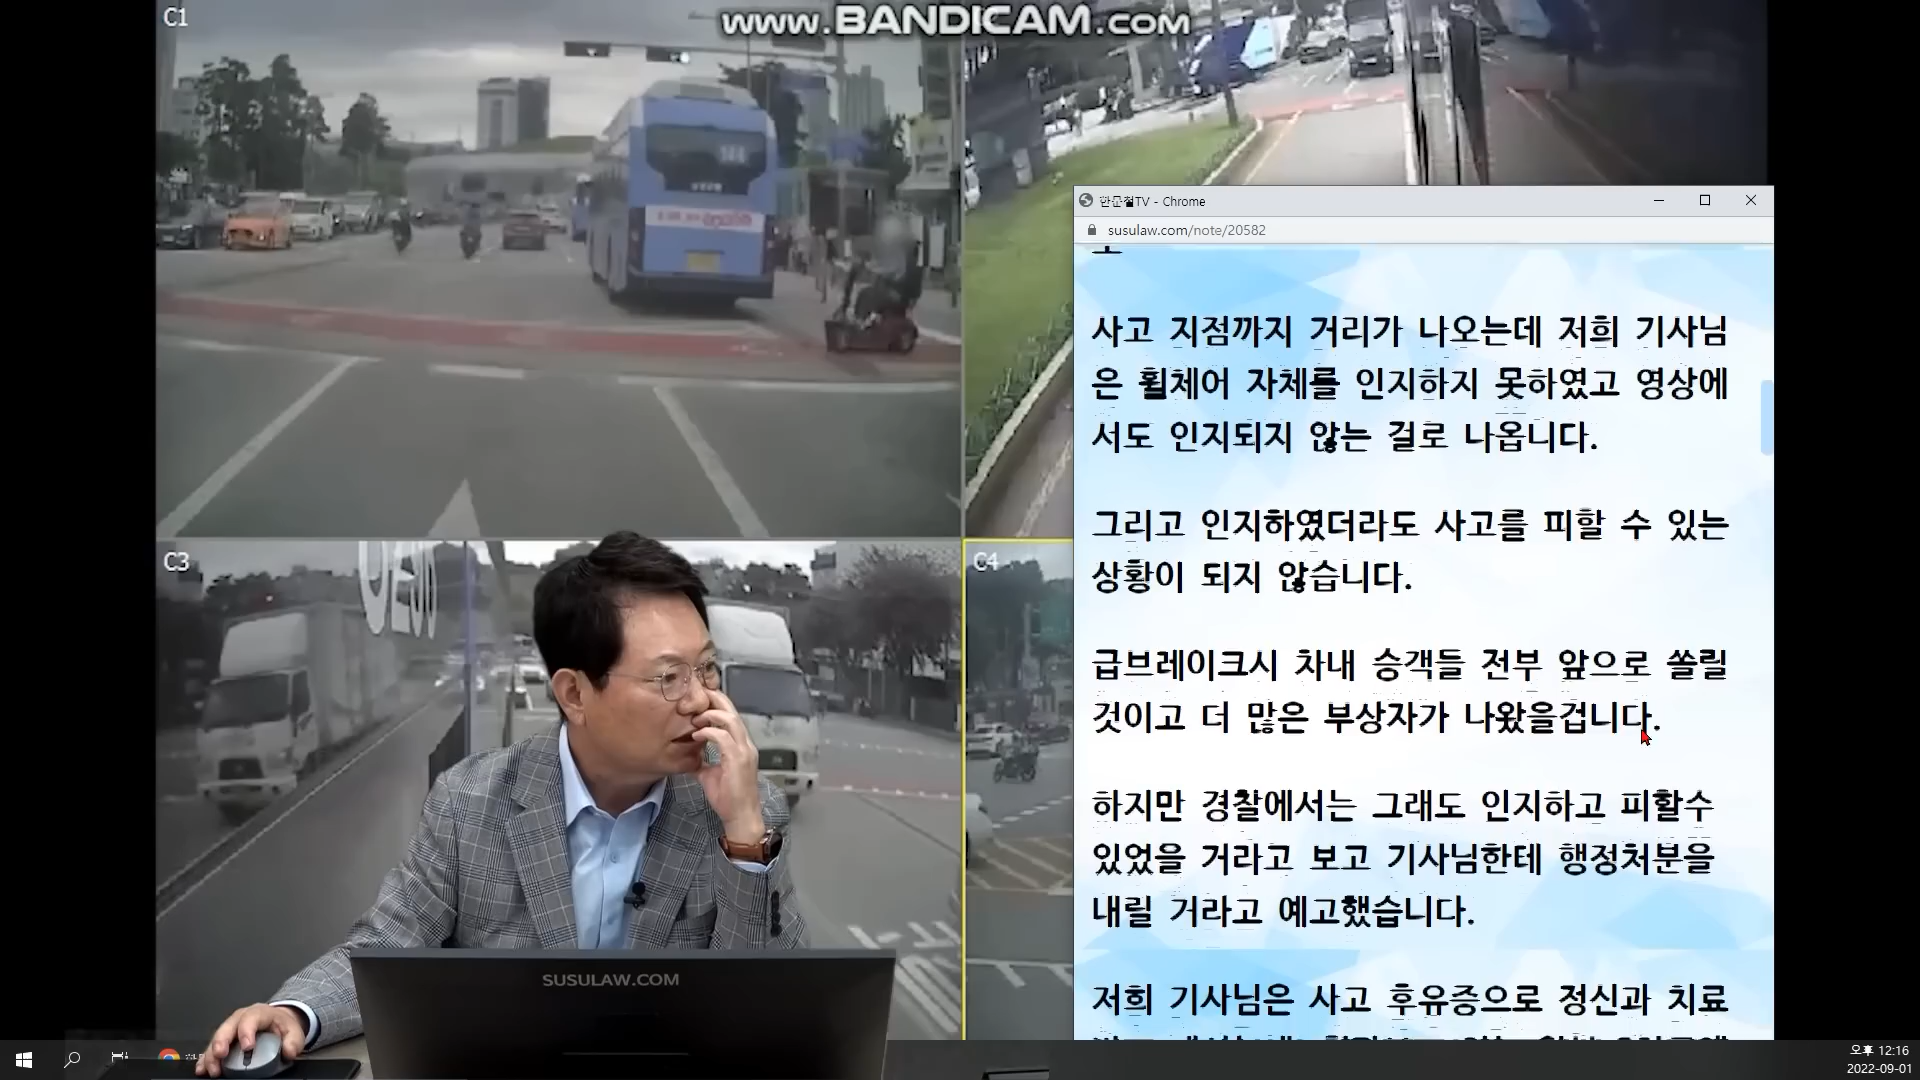 C1
www.BANDICAM.com
한문철TV - Chrome
susulaw.com/note/20582
사고 지점까지 거리가 나오는데 저희 기사님
은 휠체어 자체를 인지하지 못하였고 영상에
서도 인지되지 않는 걸로 나옵니다.
그리고 인지하였더라도 사고를 피할 수 있는
상황이 되지 않습니다.
급브레이크시 차내 승객들 전부 앞으로 쏠릴
것이고 더 많은 부상자가 나왔을겁니다.
하지만 경찰에서는 그래도 인지하고 피할수
있었을 거라고 보고 기사님한테 행정처분을
내릴 거라고 예고했습니다.
저희 기사님은 사고 후유증으로 정신과 치료
C3
C4
SUSULAW.COM
오후 12:16
2022-09-01